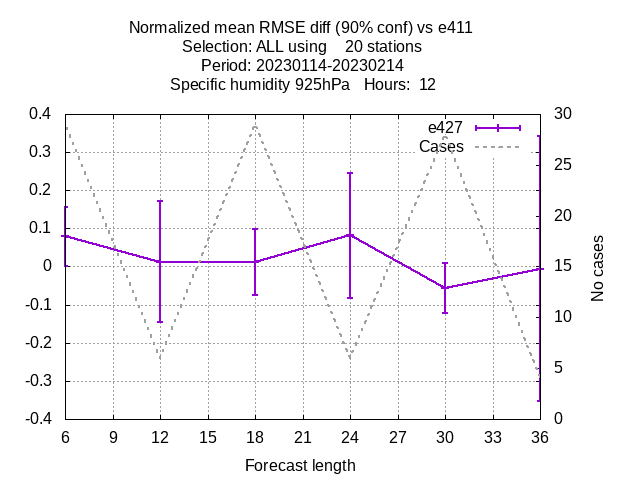 Normalized mean RMSE diff (90% conf) vs e411
Selection: ALL using    20 stations
Period: 20230114-20230214
Specific humidity 925hPa   Hours:  12
e427
Cases
0.4
0.3
0.2
0.1
0
-0.1
-0.2
-0.3
-0.4
30
25
20
15
10
5
0
No cases
6 9 12 15 18 21 24 27 30 33 36
Forecast length